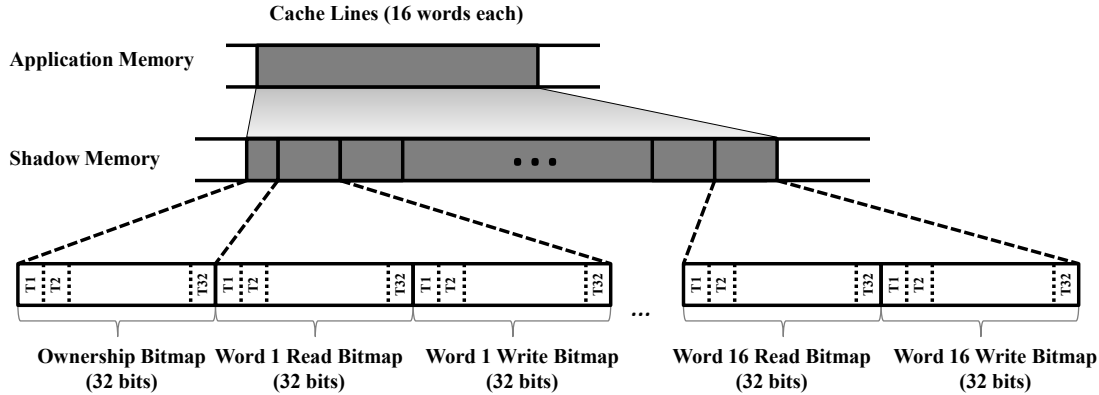 Cache Lines (16 words each)
Application Memory
Shadow Memory
• • •
T1 T2 T32 T1 T2 T32 T1 T2 T32 T1 T2 T32 T1 T2 T32
...
Ownership Bitmap Word 1 Read Bitmap Word 1 Write Bitmap Word 16 Read Bitmap Word 16 Write Bitmap
(32 bits) (32 bits) (32 bits) (32 bits) (32 bits)